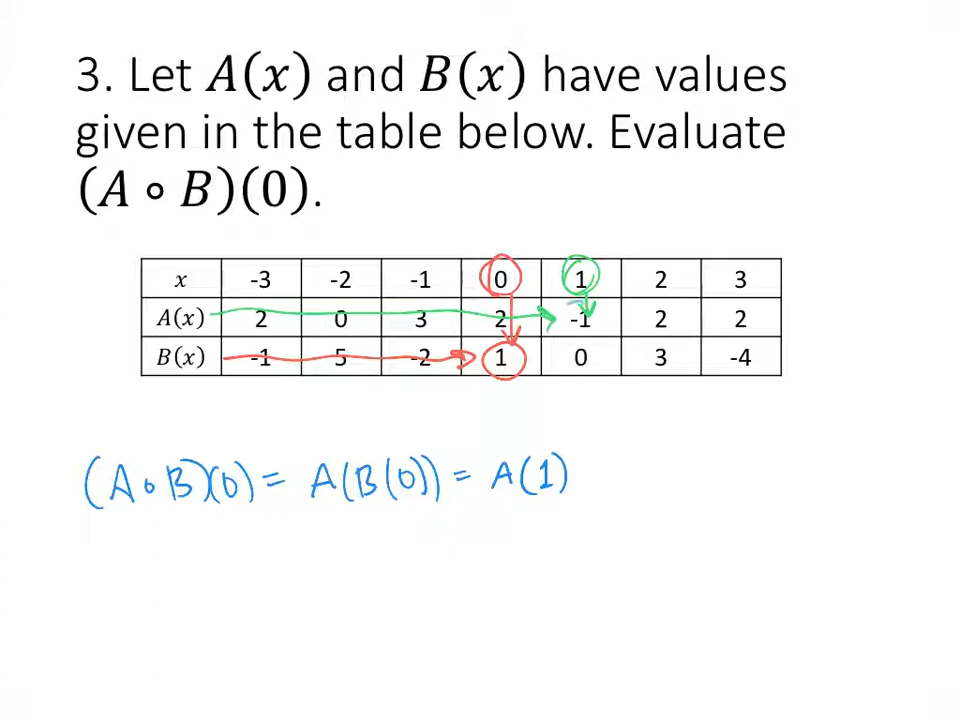 3. Let A(x) and B(x) have values
given in the table below. Evaluate
(A ∘ B)(0).
x -3 -2 -1 0 1 2 3
A(x) 2 0 3 2 -1 2 2
B(x) -1 5 -2 1 0 3 -4
(A∘B)(0) = A(B(0)) = A(1)